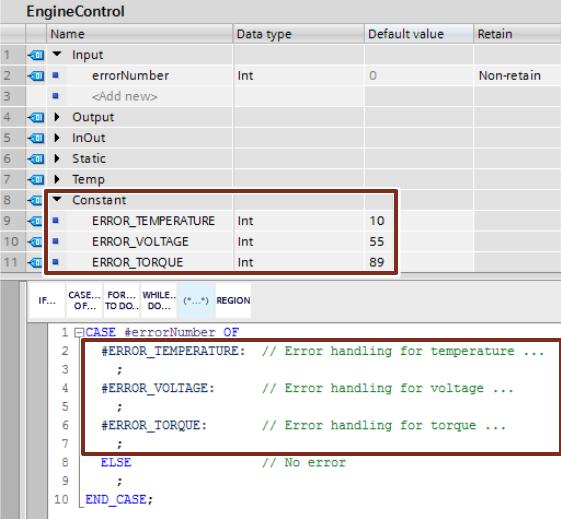 EngineControl
Name Data type Default value Retain
1 Input
2 errorNumber Int 0 Non-retain
3 <Add new>
4 Output
5 InOut
6 Static
7 Temp
8 Constant
9 ERROR_TEMPERATURE Int 10
10 ERROR_VOLTAGE Int 55
11 ERROR_TORQUE Int 89
IF... CASE... OF... FOR... TO DO.. WHILE.. DO... (*...*) REGION
1 CASE #errorNumber OF
2 #ERROR_TEMPERATURE: // Error handling for temperature ...
3 ;
4 #ERROR_VOLTAGE: // Error handling for voltage ...
5 ;
6 #ERROR_TORQUE: // Error handling for torque ...
7 ;
8 ELSE // No error
9 ;
10 END_CASE;